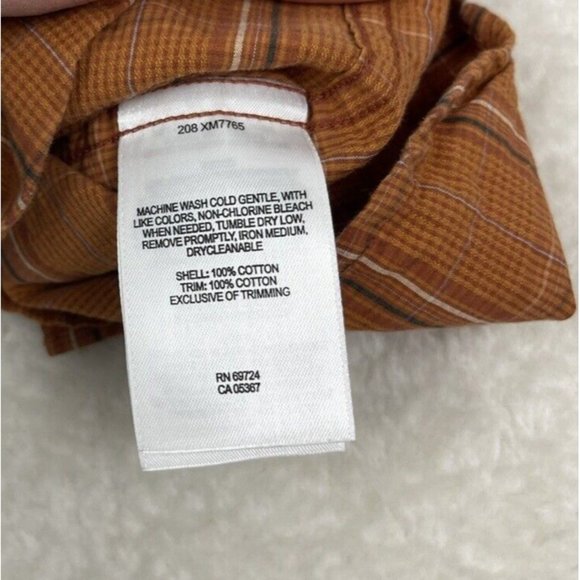 208 XM7765
MACHINE WASH COLD GENTLE, WITH
LIKE COLORS, NON-CHLORINE BLEACH
WHEN NEEDED, TUMBLE DRY LOW.
REMOVE PROMPTLY, IRON MEDIUM.
DRYCLEANABLE
SHELL: 100% COTTON
TRIM: 100% COTTON
EXCLUSIVE OF TRIMMING
RN 69724
CA 05367